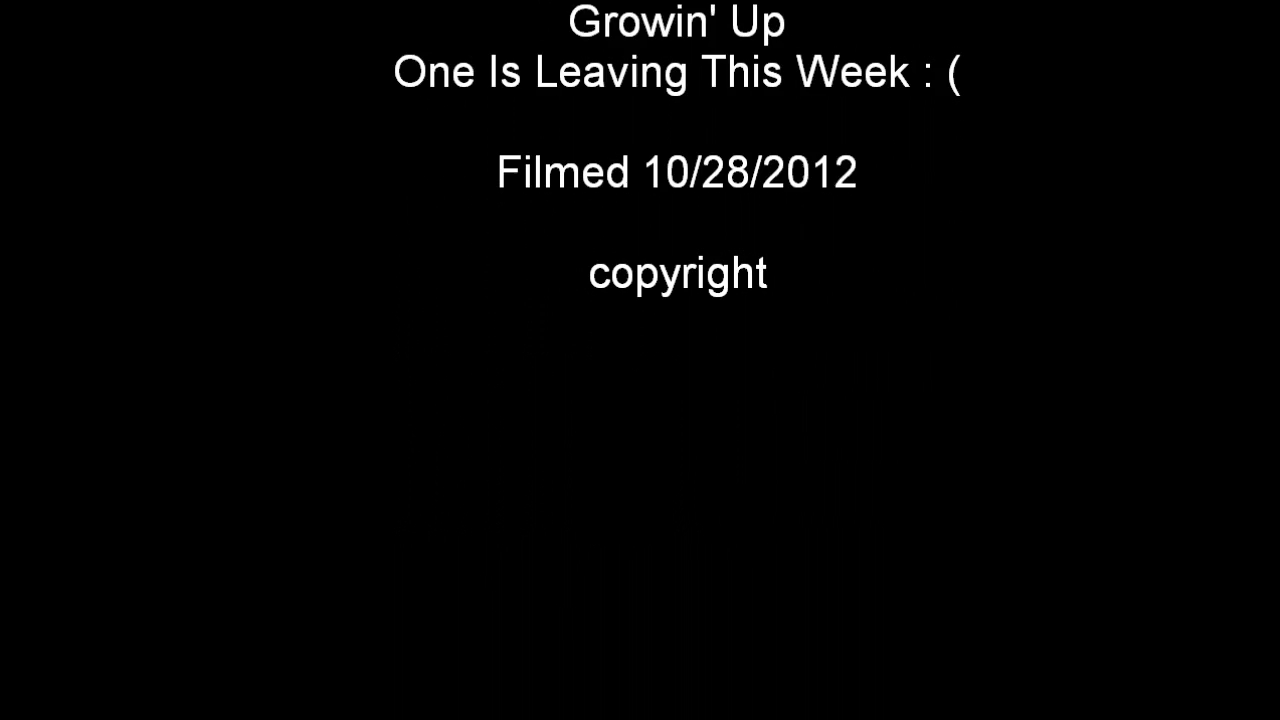 Growin' Up
One Is Leaving This Week : (
Filmed 10/28/2012
copyright